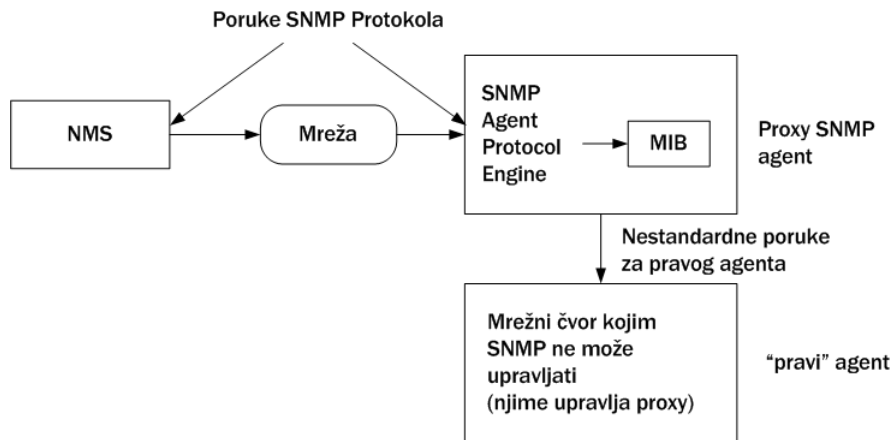 Poruke SNMP Protokola
NMS
Mreža
SNMP
Agent
Protocol
Engine
MIB
Proxy SNMP
agent
Nestandardne poruke
za pravog agenta
Mrežni čvor kojim
SNMP ne može
upravljati
(njime upravlja proxy)
“pravi” agent